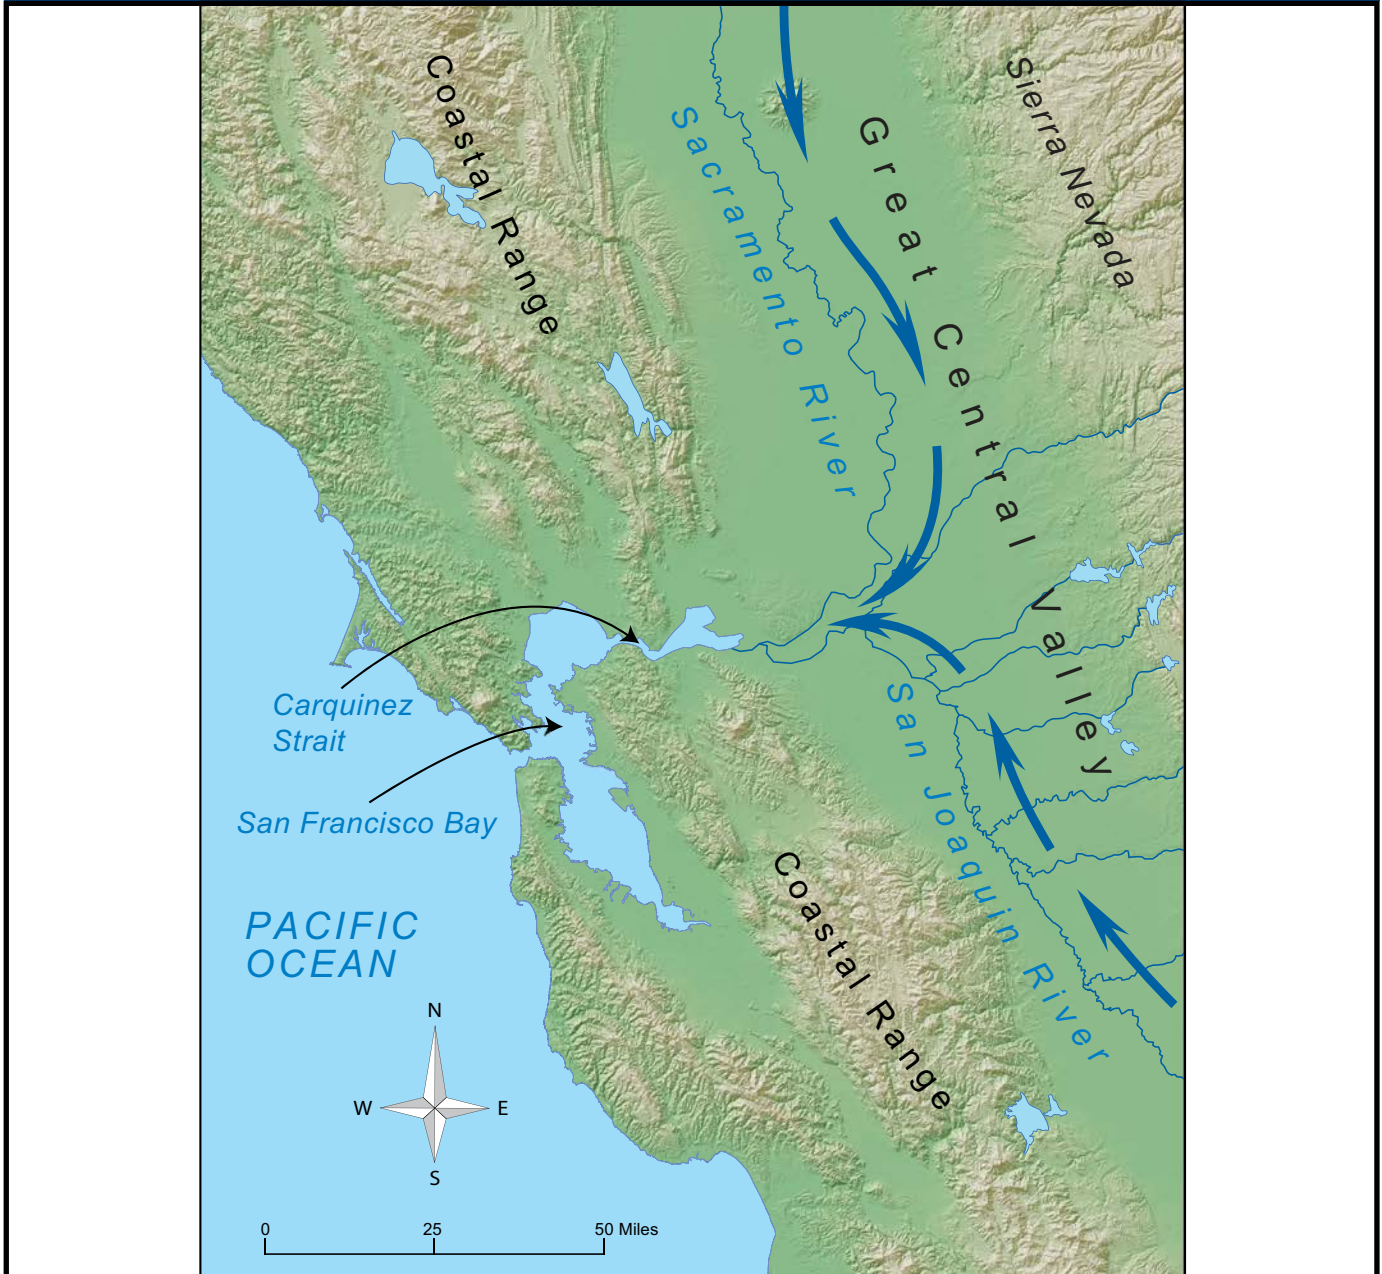 Coastal Range
Sierra Nevada
Sacramento River
Great Central Valley
Carquinez
Strait
San Francisco Bay
San Joaquin River
PACIFIC
OCEAN
Coastal Range
N
W E
S
0 25 50 Miles